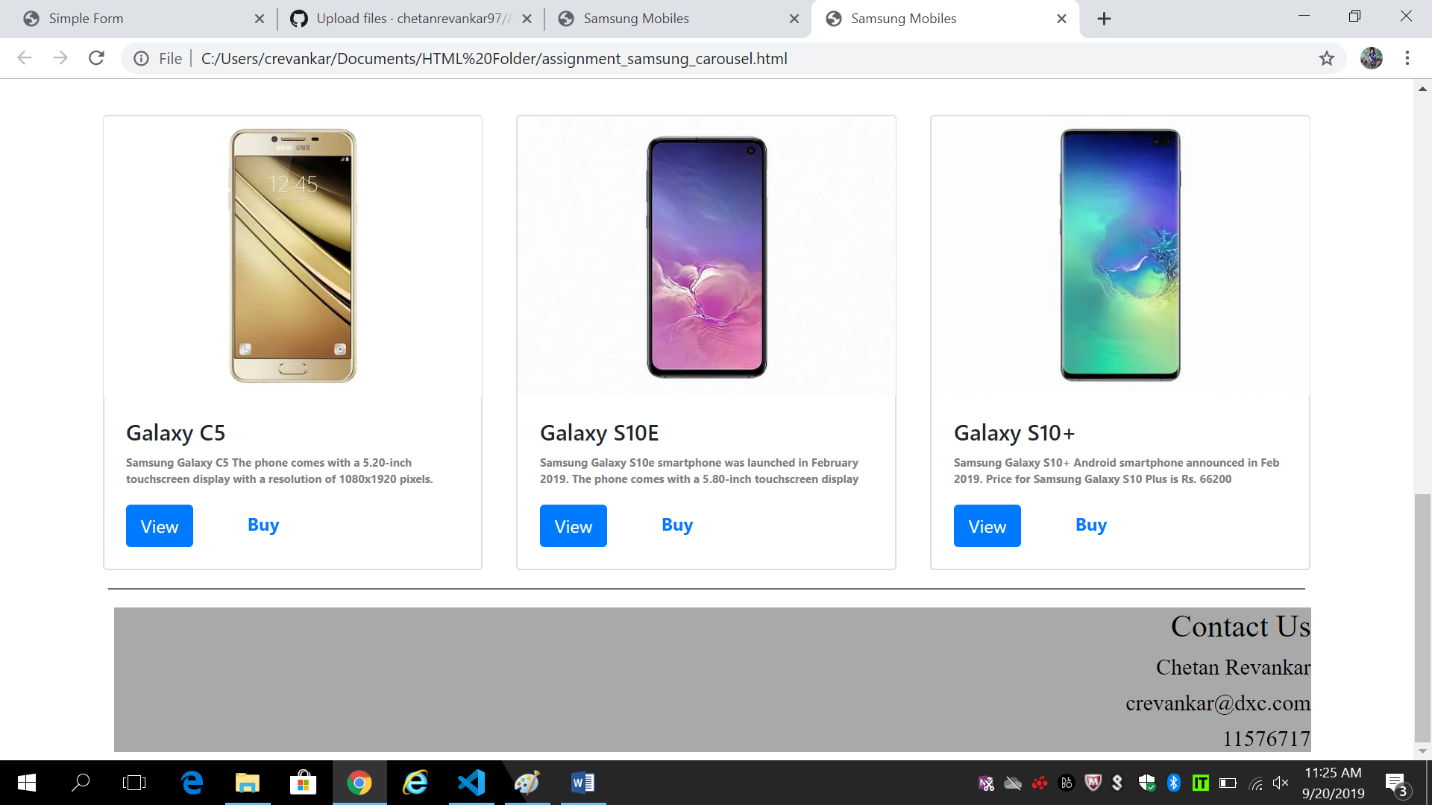 Simple Form
Upload files · chetanrevankar97//A
Samsung Mobiles
Samsung Mobiles
File
C:/Users/crevankar/Documents/HTML%20Folder/assignment_samsung_carousel.html
SAMSUNG
12:45
Galaxy C5
Samsung Galaxy C5 The phone comes with a 5.20-inch
touchscreen display with a resolution of 1080x1920 pixels.
View
Buy
Galaxy S10E
Samsung Galaxy S10e smartphone was launched in February
2019. The phone comes with a 5.80-inch touchscreen display
View
Buy
Galaxy S10+
Samsung Galaxy S10+ Android smartphone announced in Feb
2019. Price for Samsung Galaxy S10 Plus is Rs. 66200
View
Buy
Contact Us
Chetan Revankar
crevankar@dxc.com
11576717
11:25 AM
9/20/2019
3